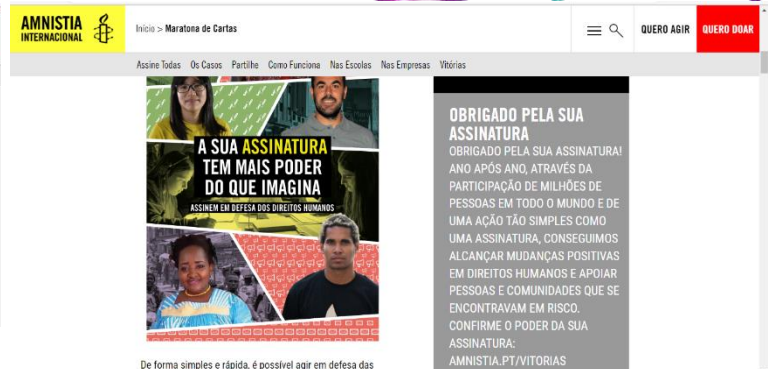 AMNISTIA
INTERNACIONAL
Início > Maratona de Cartas
QUERO AGIR
QUERO DOAR
Assine Todas Os Casos Partilhe Como Funciona Nas Escolas Nas Empresas Vitórias
A SUA ASSINATURA
TEM MAIS PODER
DO QUE IMAGINA
ASSINEM EM DEFESA DOS DIREITOS HUMANOS
De forma simples e rápida, é possível agir em defesa das
OBRIGADO PELA SUA
ASSINATURA
OBRIGADO PELA SUA ASSINATURA!
ANO APÓS ANO, ATRAVÉS DA
PARTICIPAÇÃO DE MILHÕES DE
PESSOAS EM TODO O MUNDO E DE
UMA AÇÃO TÃO SIMPLES COMO
UMA ASSINATURA, CONSEGUIMOS
ALCANÇAR MUDANÇAS POSITIVAS
EM DIREITOS HUMANOS E APOIAR
PESSOAS E COMUNIDADES QUE SE
ENCONTRAVAM EM RISCO.
CONFIRME O PODER DA SUA
ASSINATURA:
AMNISTIA.PT/VITORIAS